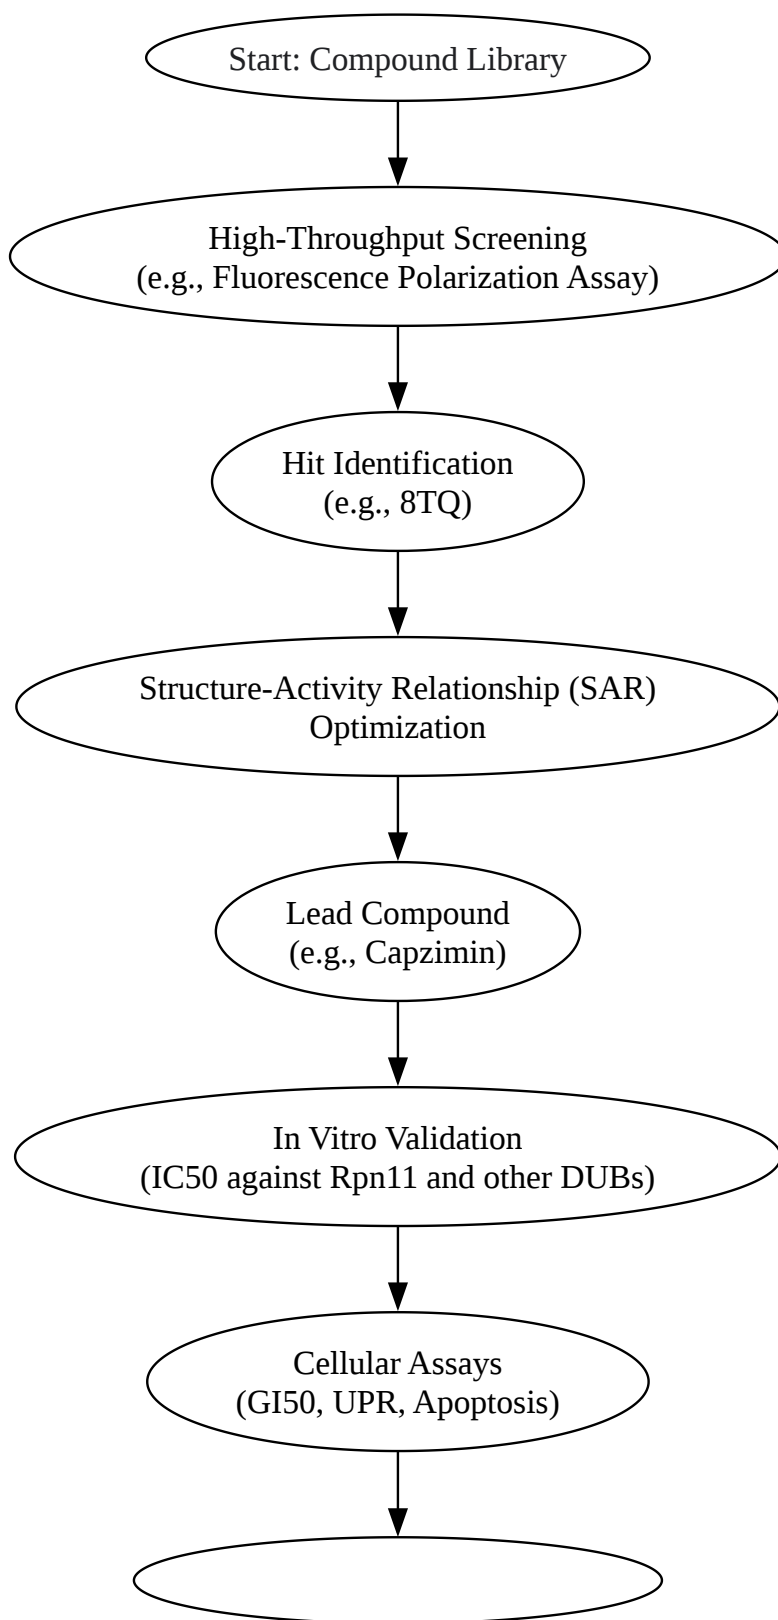 Start: Compound Library
High-Throughput Screening
(e.g., Fluorescence Polarization Assay)
Hit Identification
(e.g., 8TQ)
Structure-Activity Relationship (SAR)
Optimization
Lead Compound
(e.g., Capzimin)
In Vitro Validation
(IC50 against Rpn11 and other DUBs)
Cellular Assays
(GI50, UPR, Apoptosis)